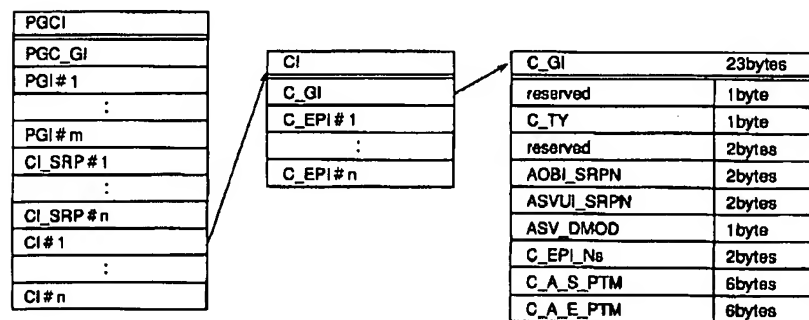 PGCI
PGC_GI
PGI#1
:
PGI#m
CI_SRP#1
:
CI_SRP#n
CI#1
:
CI#n
CI
C_GI
C_EPI#1
:
C_EPI#n
C_GI 23bytes
reserved 1byte
C_TY 1byte
reserved 2bytes
AOBI_SRPN 2bytes
ASVUI_SRPN 2bytes
ASV_DMOD 1byte
C_EPI_Ns 2bytes
C_A_S_PTM 6bytes
C_A_E_PTM 6bytes